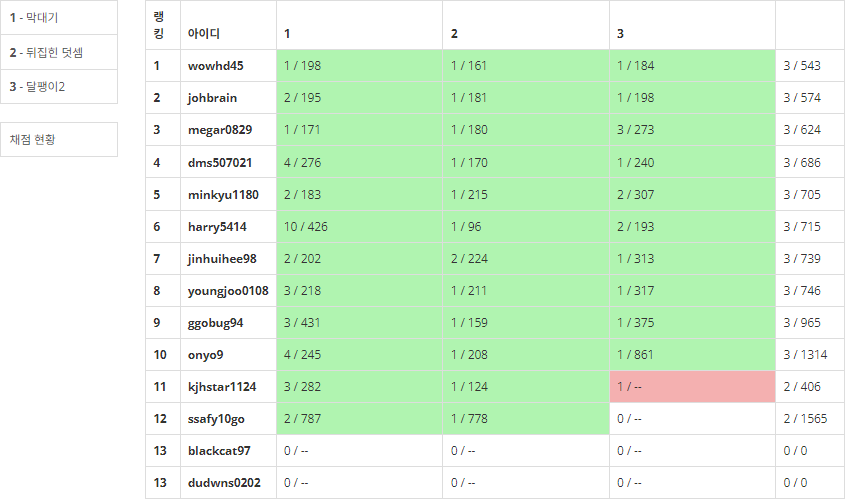 1 - 막대기
2 - 뒤집힌 덧셈
3 - 달팽이2
채점 현황
랭킹 아이디 1 2 3
1 wowhd45 1 / 198 1 / 161 1 / 184 3 / 543
2 johbrain 2 / 195 1 / 181 1 / 198 3 / 574
3 megar0829 1 / 171 1 / 180 3 / 273 3 / 624
4 dms507021 4 / 276 1 / 170 1 / 240 3 / 686
5 minkyu1180 2 / 183 1 / 215 2 / 307 3 / 705
6 harry5414 10 / 426 1 / 96 2 / 193 3 / 715
7 jinhuihee98 2 / 202 2 / 224 1 / 313 3 / 739
8 youngjoo0108 3 / 218 1 / 211 1 / 317 3 / 746
9 ggobug94 3 / 431 1 / 159 1 / 375 3 / 965
10 onyo9 4 / 245 1 / 208 1 / 861 3 / 1314
11 kjhstar1124 3 / 282 1 / 124 1 / -- 2 / 406
12 ssafy10go 2 / 787 1 / 778 0 / -- 2 / 1565
13 blackcat97 0 / -- 0 / -- 0 / -- 0 / 0
13 dudwns0202 0 / -- 0 / -- 0 / -- 0 / 0